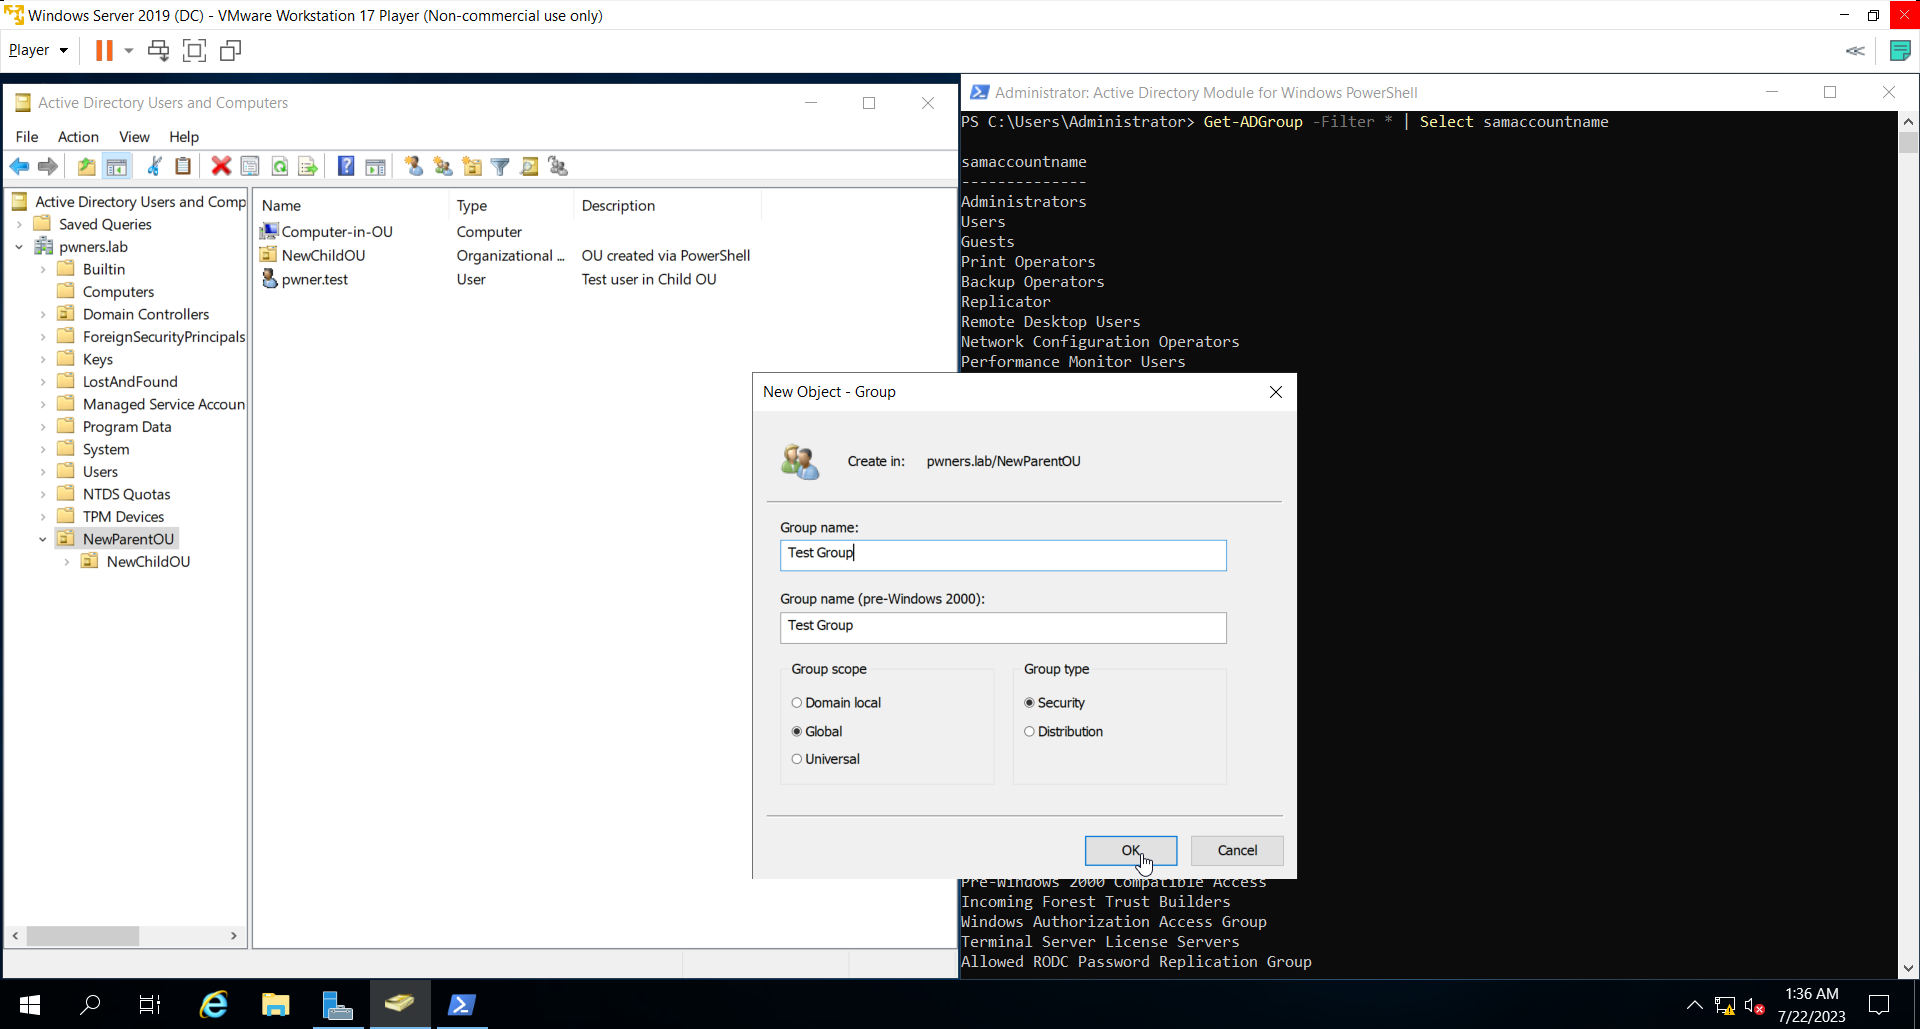 Windows Server 2019 (DC) - VMware Workstation 17 Player (Non-commercial use only)
Player
Active Directory Users and Computers
File Action View Help
Active Directory Users and Comp
Saved Queries
pwners.lab
Builtin
Computers
Domain Controllers
ForeignSecurityPrincipals
Keys
LostAndFound
Managed Service Accoun
Program Data
System
Users
NTDS Quotas
TPM Devices
NewParentOU
NewChildOU
Name Type Description
Computer-in-OU Computer
NewChildOU Organizational ... OU created via PowerShell
pwner.test User Test user in Child OU
Administrator: Active Directory Module for Windows PowerShell
PS C:\Users\Administrator> Get-ADGroup -Filter * | Select samaccountname
samaccountname
--------------
Administrators
Users
Guests
Print Operators
Backup Operators
Replicator
Remote Desktop Users
Network Configuration Operators
Performance Monitor Users
New Object - Group
Create in: pwners.lab/NewParentOU
Group name:
Test Group
Group name (pre-Windows 2000):
Test Group
Group scope
Domain local
Global
Universal
Group type
Security
Distribution
OK Cancel
Pre-Windows 2000 Compatible Access
Incoming Forest Trust Builders
Windows Authorization Access Group
Terminal Server License Servers
Allowed RODC Password Replication Group
1:36 AM
7/22/2023